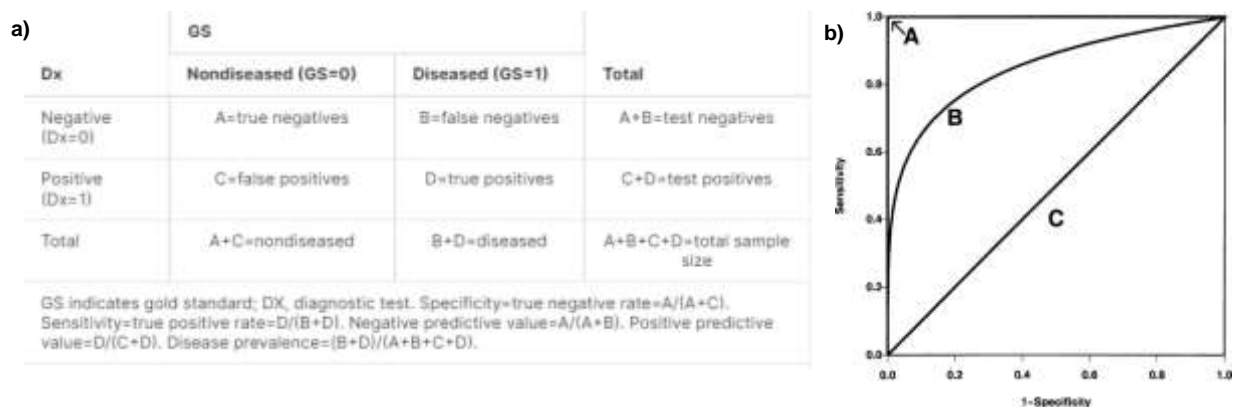 a)
GS
Dx Nondiseased (GS=0) Diseased (GS=1) Total
Negative A=true negatives B=false negatives A+B=test negatives
(Dx=0)
Positive C=false positives D=true positives C+D=test positives
(Dx=1)
Total A+C=nondiseased B+D=diseased A+B+C+D=total sample
size
GS indicates gold standard; DX, diagnostic test. Specificity=true negative rate=A/(A+C).
Sensitivity=true positive rate=D/(B+D). Negative predictive value=A/(A+B). Positive predictive
value=D/(C+D). Disease prevalence=(B+D)/(A+B+C+D).
b)
1.0
A
0.8
B
0.6
Sensitivity
0.4
C
0.2
0.0
0.0 0.2 0.4 0.6 0.8 1.0
1-Specificity